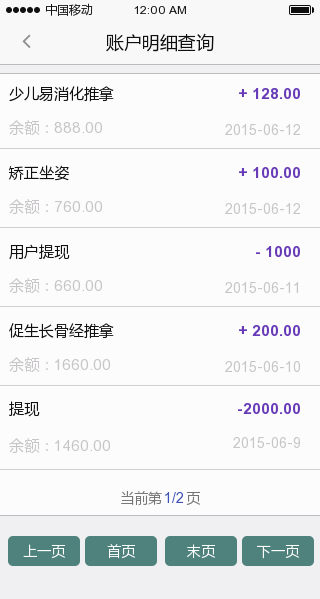 中国移动 12:00 AM
账户明细查询
少儿易消化推拿 + 128.00
余额：888.00 2015-06-12
矫正坐姿 + 100.00
余额：760.00 2015-06-12
用户提现 - 1000
余额：660.00 2015-06-11
促生长骨经推拿 + 200.00
余额：1660.00 2015-06-10
提现 -2000.00
余额：1460.00 2015-06-9
当前第1/2 页
上一页 首页 末页 下一页